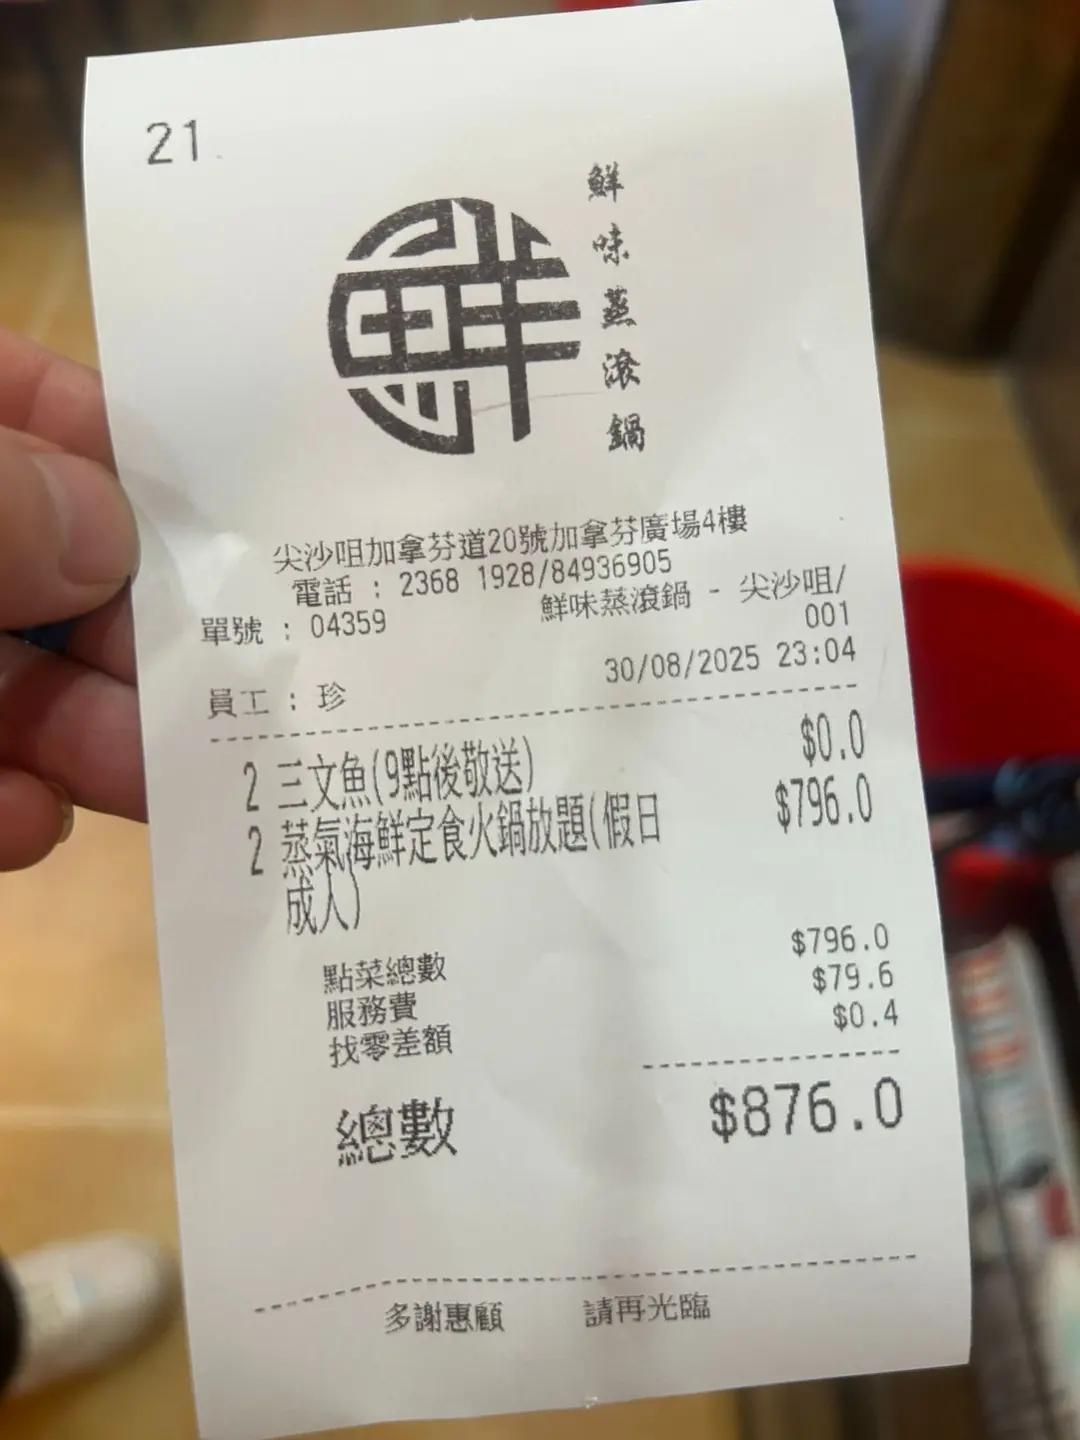 21
鮮
鮮味蒸滾鍋
尖沙咀加拿芬道20號加拿芬廣場4樓
電話 : 2368 1928/84936905
單號 : 04359 鮮味蒸滾鍋 - 尖沙咀/
001
30/08/2025 23:04
員工 : 珍
2 三文魚(9點後敬送) $0.0
2 蒸氣海鮮定食火鍋放題(假日 $796.0
成人)
點菜總數 $796.0
服務費 $79.6
找零差額 $0.4
總數 $876.0
多謝惠顧 請再光臨